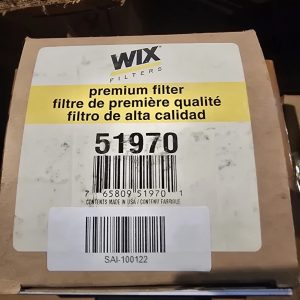 WIX
FILTERS
premium filter
filtre de première qualité
filtro de alta calidad
51970
7 65809 51970 1
CONTENTS MADE IN USA / CONTENU FABRIQUE
SAI-100122